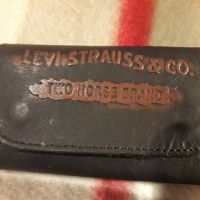 LEVI STRAUSS & CO.
TWO HORSE BRAND